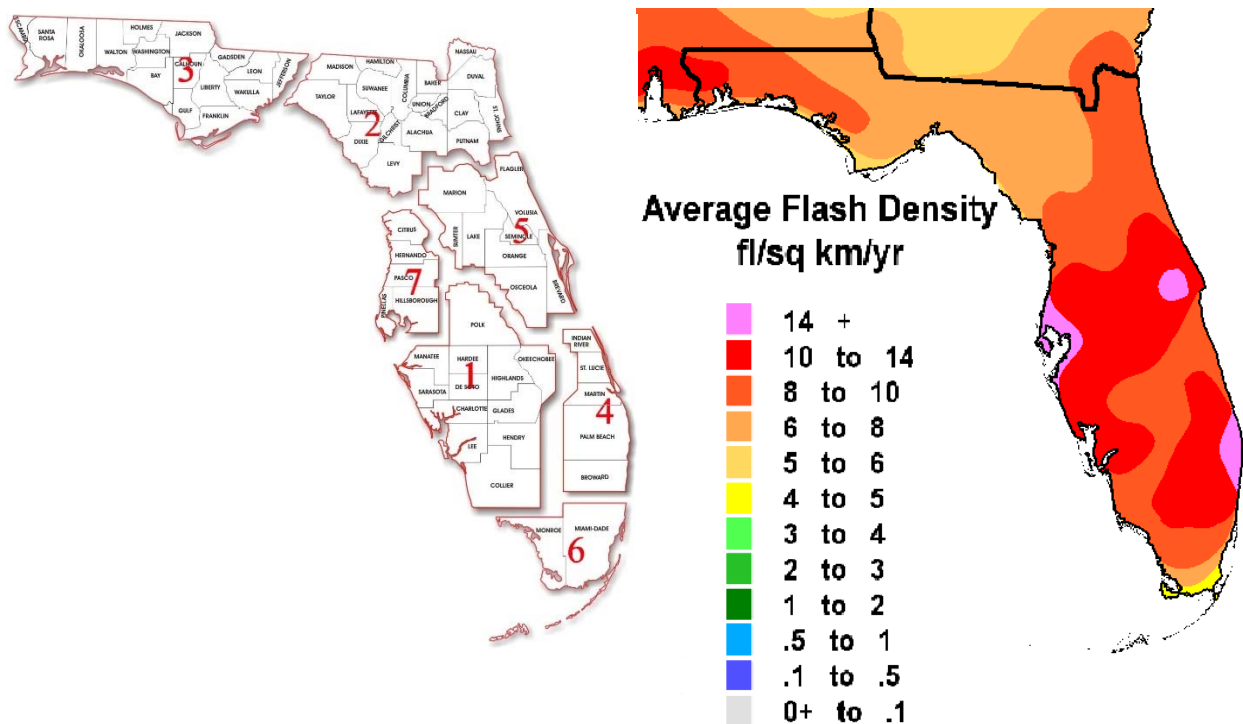 ESCAMBIA
SANTA
ROSA
OKALOOSA
WALTON
HOLMES
WASHINGTON
JACKSON
BAY
CALHOUN
3
GULF
LIBERTY
FRANKLIN
GADSDEN
LEON
WAKULLA
JEFFERSON
MADISON
HAMILTON
TAYLOR
SUWANEE
LAFAYETTE
2
DIXIE
GILCHRIST
COLUMBIA
BAKER
UNION
BRADFORD
ALACHUA
LEVY
NASSAU
DUVAL
CLAY
ST. JOHNS
PUTNAM
FLAGLER
MARION
VOLUSIA
5
SUMTER
LAKE
SEMINOLE
ORANGE
OSCEOLA
BREVARD
CITRUS
HERNANDO
PASCO
7
PINELLAS
HILLSBOROUGH
POLK
MANATEE
HARDEE
OKEECHOBEE
1
HIGHLANDS
SARASOTA
DE SOTO
CHARLOTTE
GLADES
LEE
HENDRY
COLLIER
INDIAN
RIVER
ST. LUCIE
MARTIN
4
PALM BEACH
BROWARD
MONROE
MIAMI-DADE
6
Average Flash Density
fl/sq km/yr
14 +
10 to 14
8 to 10
6 to 8
5 to 6
4 to 5
3 to 4
2 to 3
1 to 2
.5 to 1
.1 to .5
0+ to .1